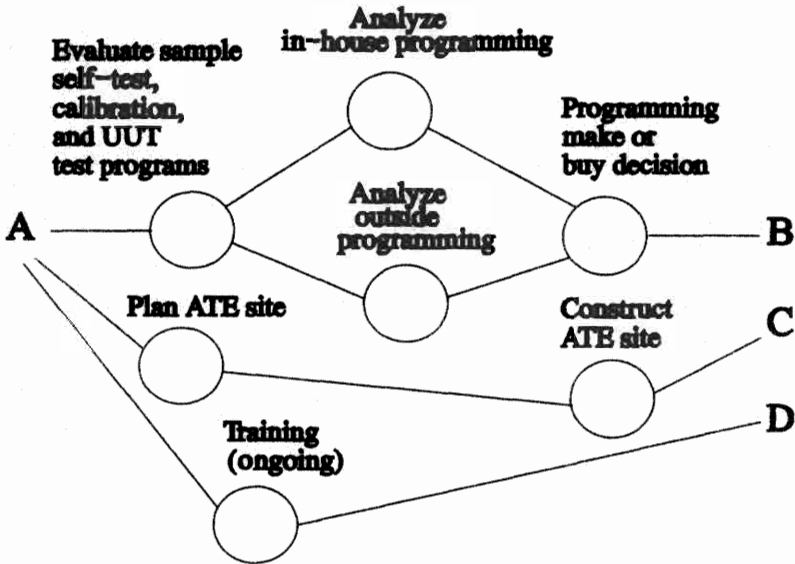 Analyze
in-house programming
Evaluate sample
self-test,
calibration,
and UUT
test programs
Programming
make or
buy decision
Analyze
outside
programming
A
B
Plan ATE site
Construct
ATE site
C
D
Training
(ongoing)